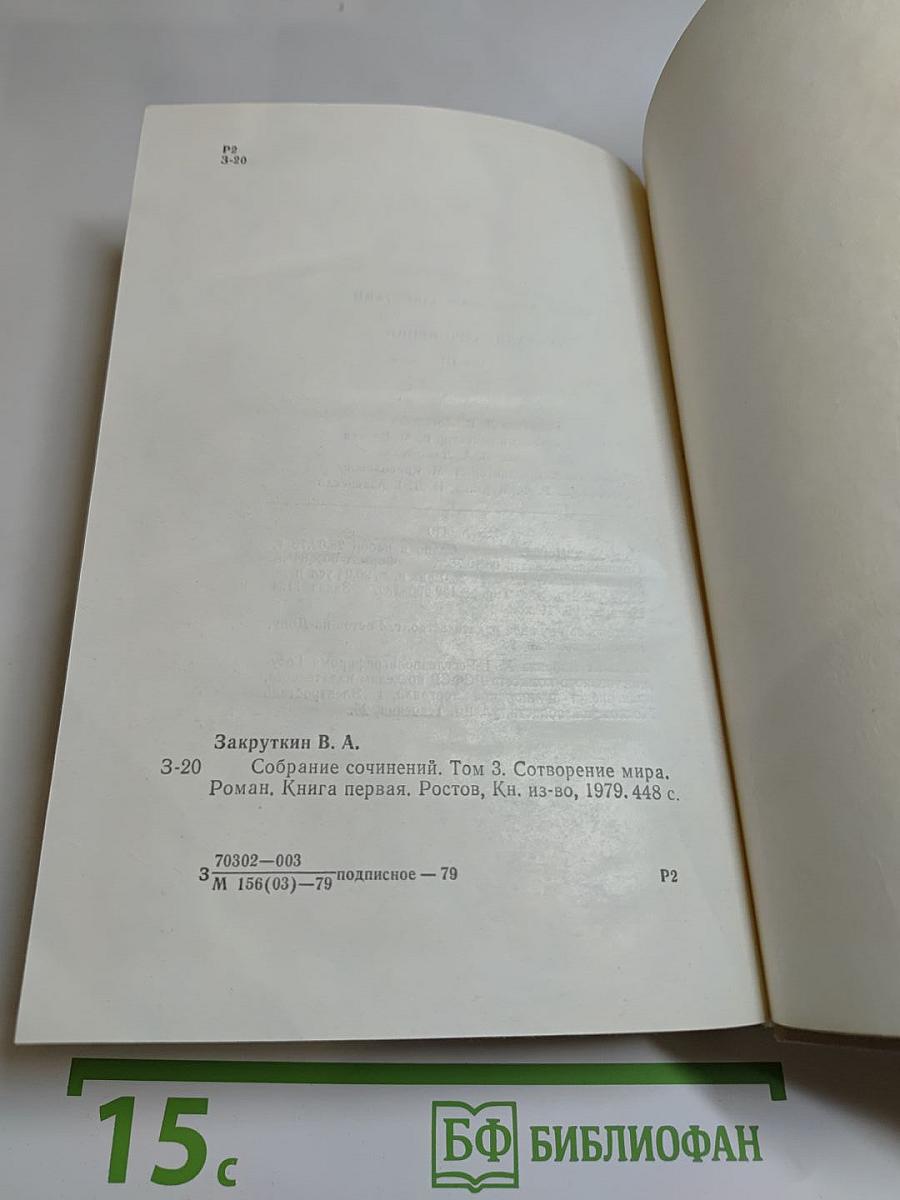 Р2
З-20
Закруткин В. А.
З-20 Собрание сочинений. Том 3. Сотворение мира.
Роман. Книга первая. Ростов, Кн. из-во, 1979. 448 с.
70302—003
З М 156(03)—79 подписное — 79 Р2
15 с БФ БИБЛИОФАН